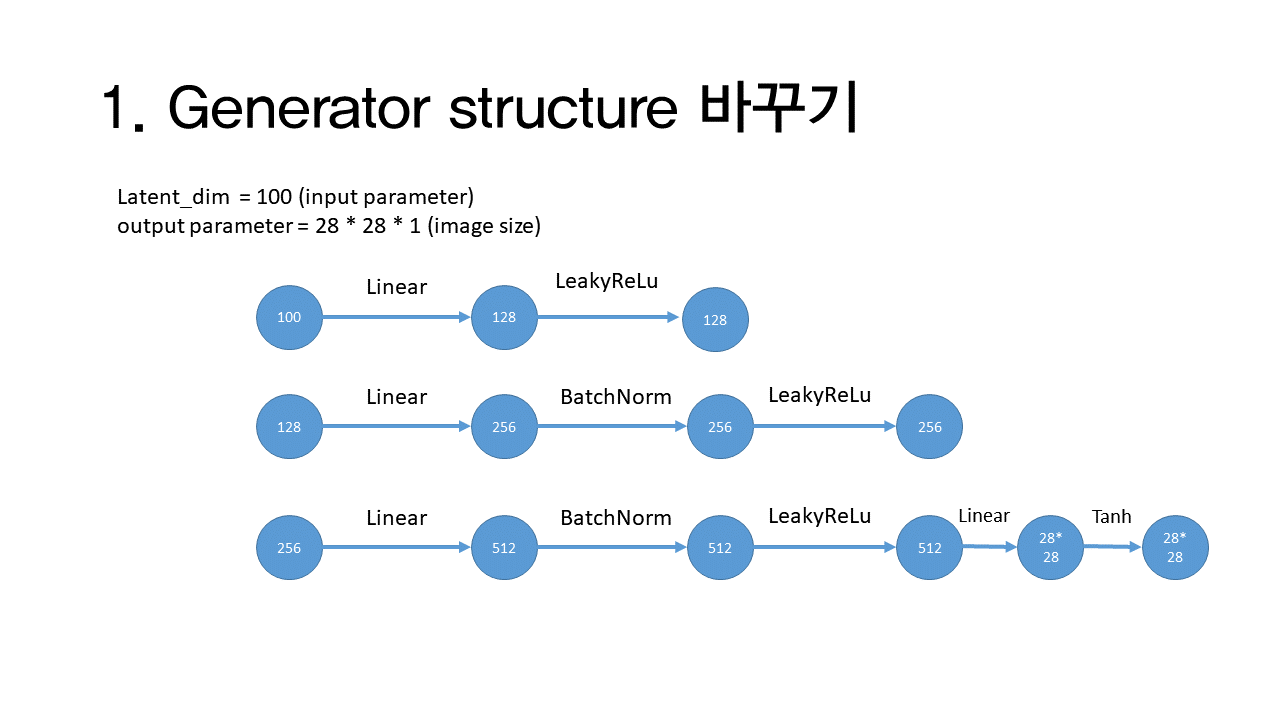 1. Generator structure 바꾸기
Latent_dim = 100 (input parameter)
output parameter = 28 * 28 * 1 (image size)
Linear
LeakyReLu
100
128
128
Linear
BatchNorm
LeakyReLu
128
256
256
256
Linear
BatchNorm
LeakyReLu
Linear
Tanh
256
512
512
512
28*
28
28*
28